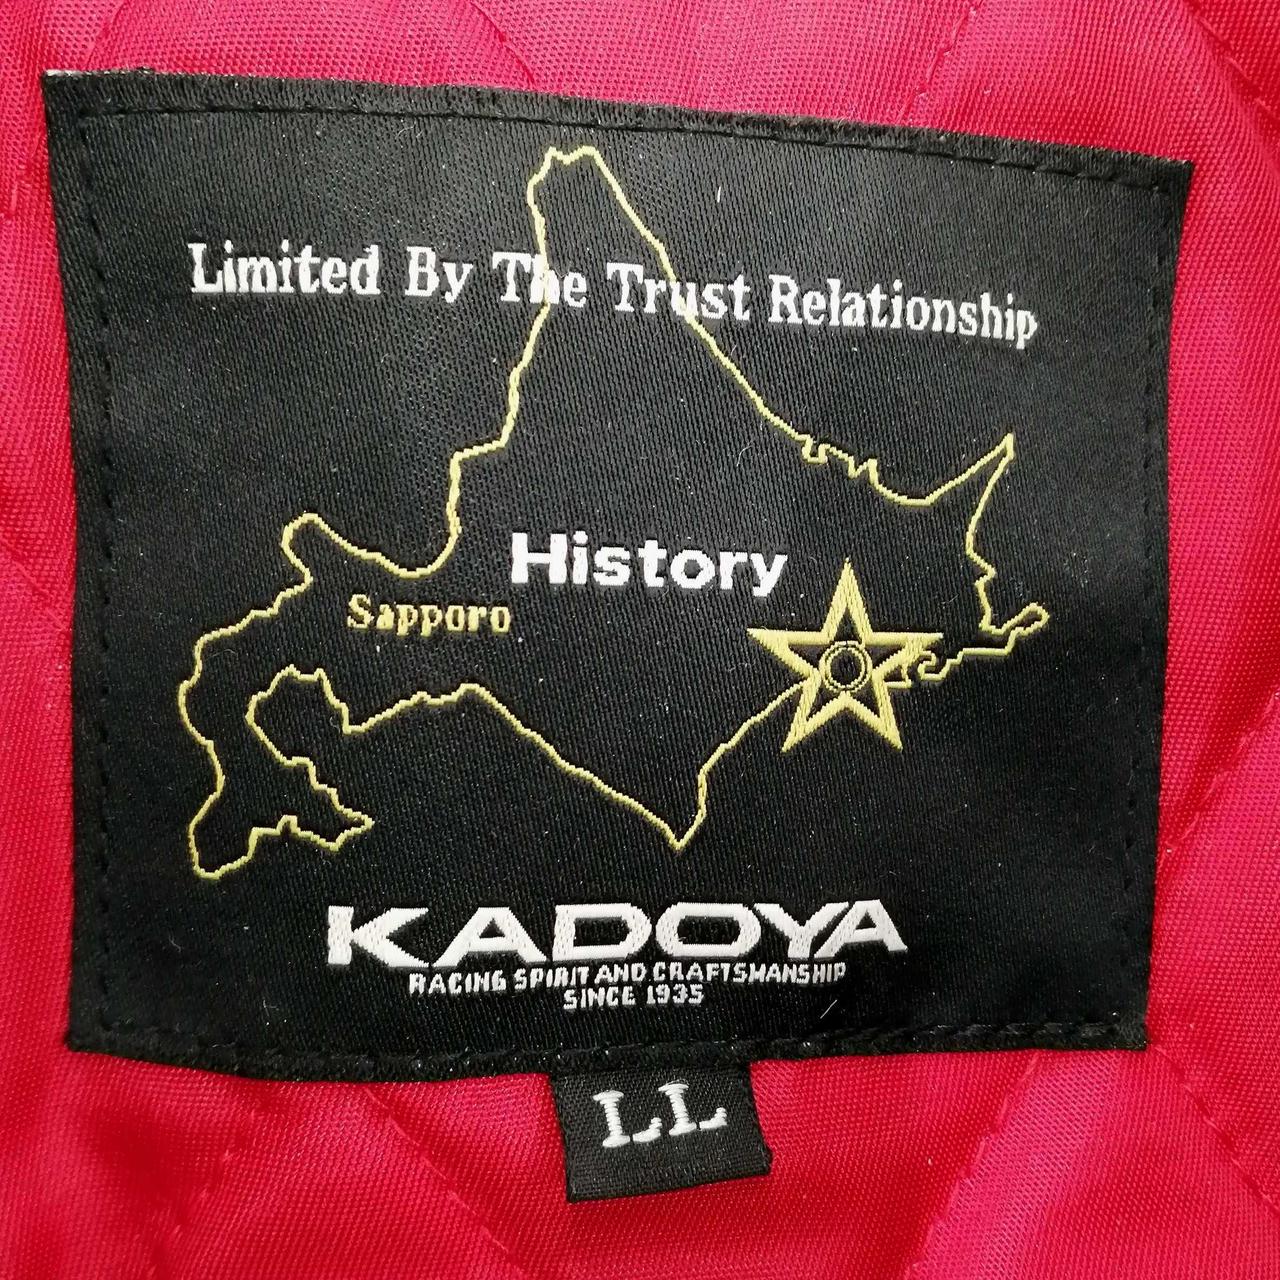 Limited By The Trust Relationship
History
Sapporo
KADOYA
RACING SPIRIT AND CRAFTSMANSHIP
SINCE 1935
LL